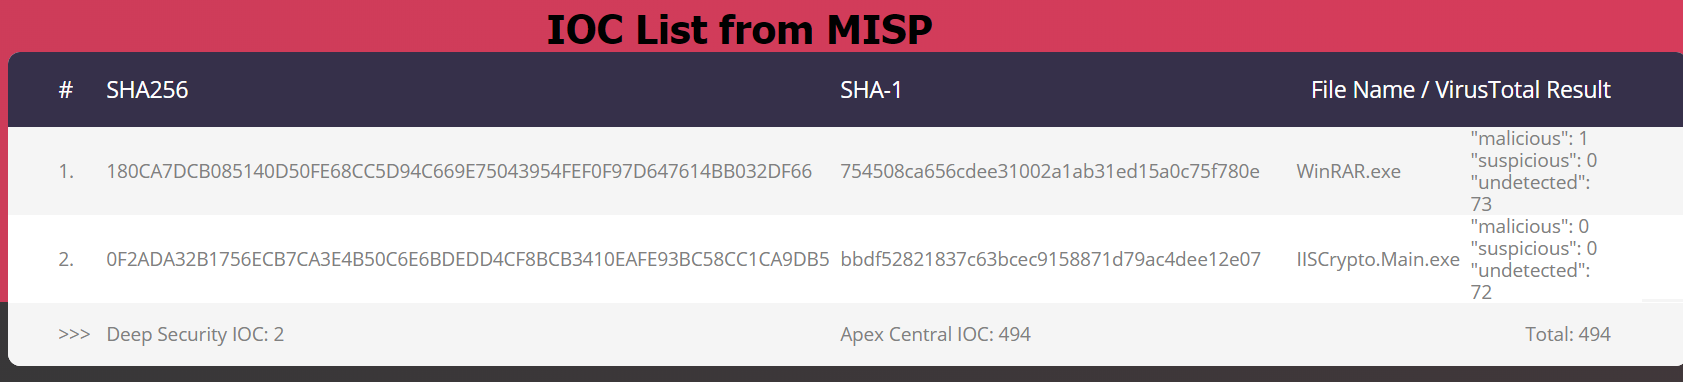 IOC List from MISP
# SHA256 SHA-1 File Name / VirusTotal Result
1. 180CA7DCB085140D50FE68CC5D94C669E75043954FEF0F97D647614BB032DF66 754508ca656cdee31002a1ab31ed15a0c75f780e WinRAR.exe
"malicious": 1
"suspicious": 0
"undetected":
73
2. 0F2ADA32B1756ECB7CA3E4B50C6E6BDEDD4CF8BCB3410EAFE93BC58CC1CA9DB5 bbdf52821837c63bcec9158871d79ac4dee12e07 IISCrypto.Main.exe
"malicious": 0
"suspicious": 0
"undetected":
72
>>> Deep Security IOC: 2 Apex Central IOC: 494 Total: 494